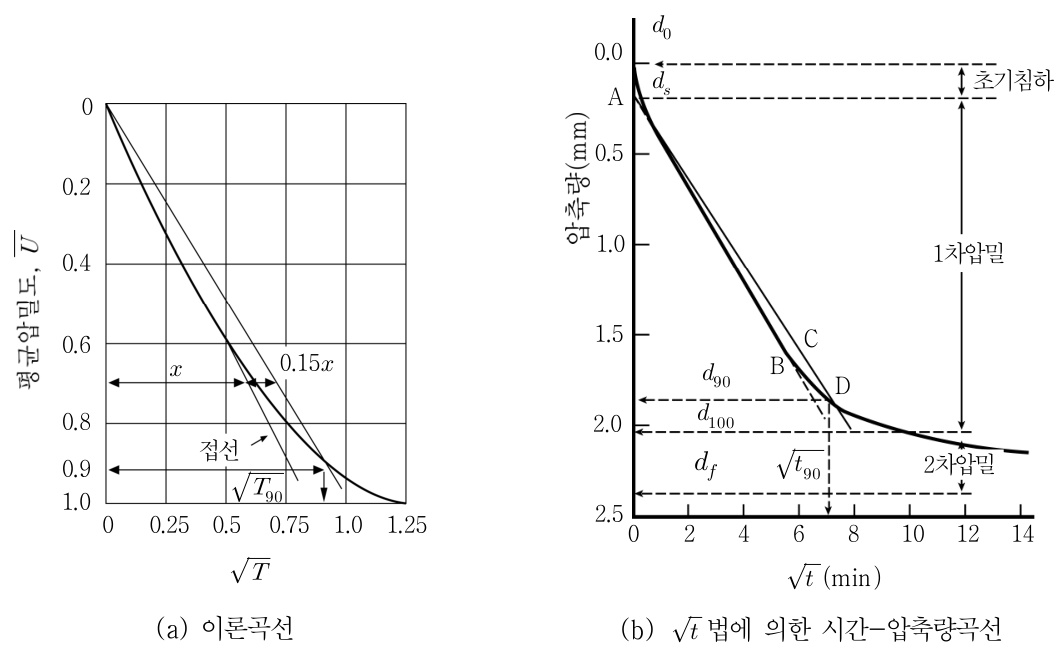 0
0.2
0.4
0.6
0.8
0.9
1.0
평균압밀도, U̅
x
0.15x
접선
√T₉₀
0 0.25 0.5 0.75 1.0 1.25
√T
(a) 이론곡선
d₀
0.0
dₛ
초기침하
A
0.5
압축량(mm)
1.0
1차압밀
1.5
C
B
D
d₉₀
d₁₀₀
2.0
d_f
√t₉₀
2차압밀
2.5
0 2 4 6 8 10 12 14
√t (min)
(b) √t 법에 의한 시간-압축량곡선